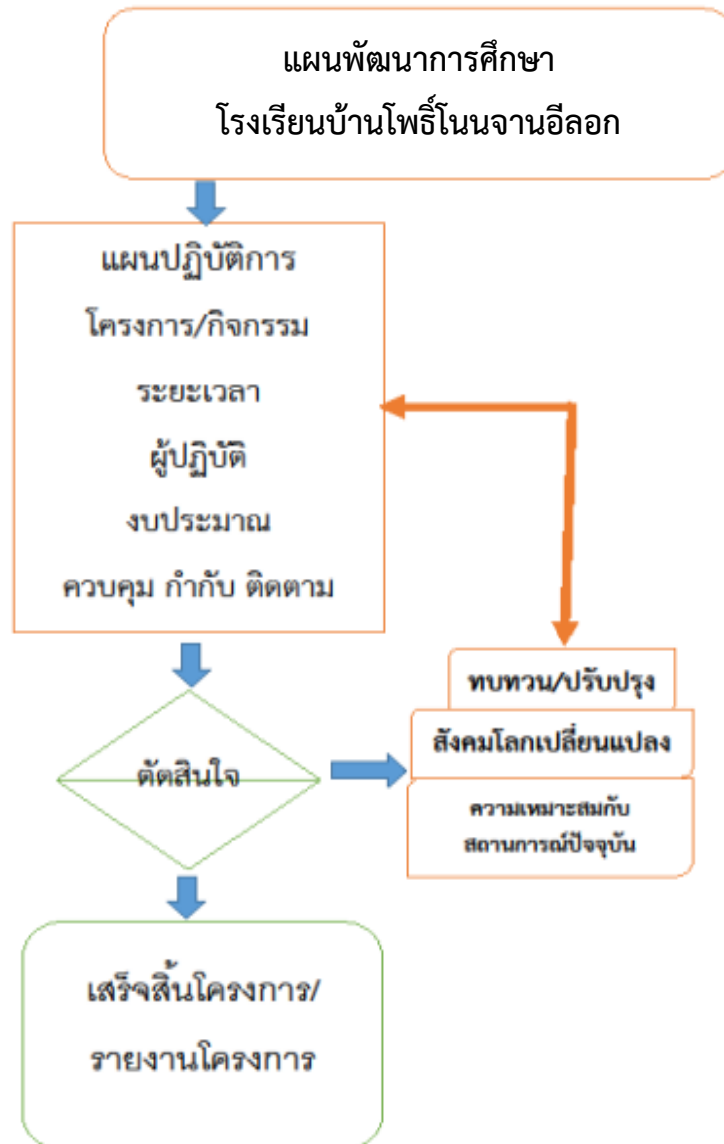 แผนพัฒนาการศึกษา
โรงเรียนบ้านโพธิ์โนนจานอีลอก
แผนปฏิบัติการ
โครงการ/กิจกรรม
ระยะเวลา
ผู้ปฏิบัติ
งบประมาณ
ควบคุม กำกับ ติดตาม
ทบทวน/ปรับปรุง
สังคมโลกเปลี่ยนแปลง
ตัดสินใจ
ความเหมาะสมกับ
สถานการณ์ปัจจุบัน
เสร็จสิ้นโครงการ/
รายงานโครงการ